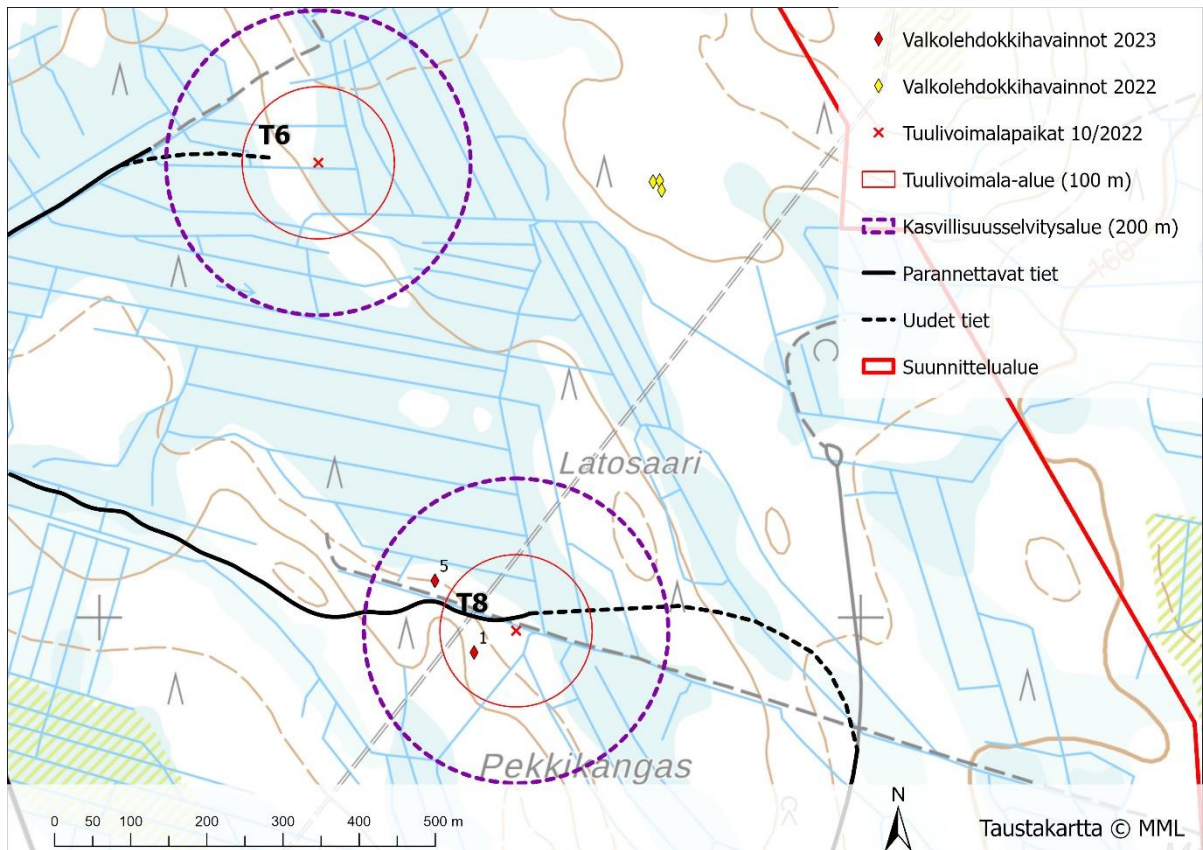 Valkolehdokkihavainnot 2023
Valkolehdokkihavainnot 2022
Tuulivoimalapaikat 10/2022
Tuulivoimala-alue (100 m)
Kasvillisuusselvitysalue (200 m)
Parannettavat tiet
Uudet tiet
Suunnittelualue
T6
160
Latosaari
5
T8
1
Pekkikangas
0 50 100 200 300 400 500 m
N
Taustakartta © MML